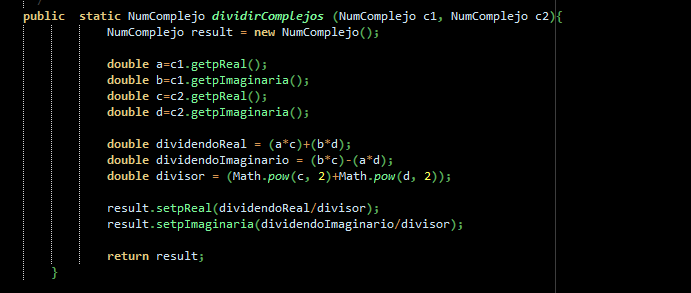 public  static NumComplejo dividirComplejos (NumComplejo c1, NumComplejo c2){
NumComplejo result = new NumComplejo();
double a=c1.getpReal();
double b=c1.getpImaginaria();
double c=c2.getpReal();
double d=c2.getpImaginaria();
double dividendoReal = (a*c)+(b*d);
double dividendoImaginario = (b*c)-(a*d);
double divisor = (Math.pow(c, 2)+Math.pow(d, 2));
result.setpReal(dividendoReal/divisor);
result.setpImaginaria(dividendoImaginario/divisor);
return result;
}